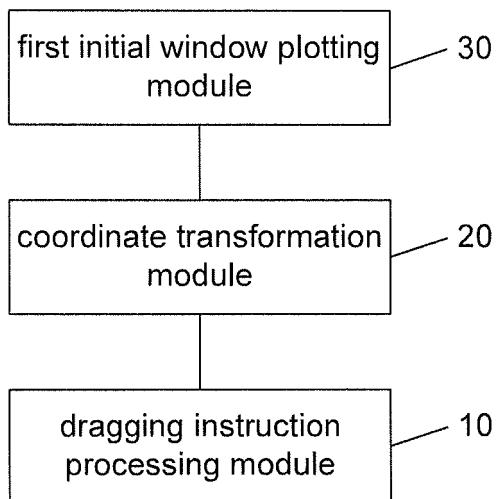 first initial window plotting
module
30
coordinate transformation
module
20
dragging instruction
processing module
10